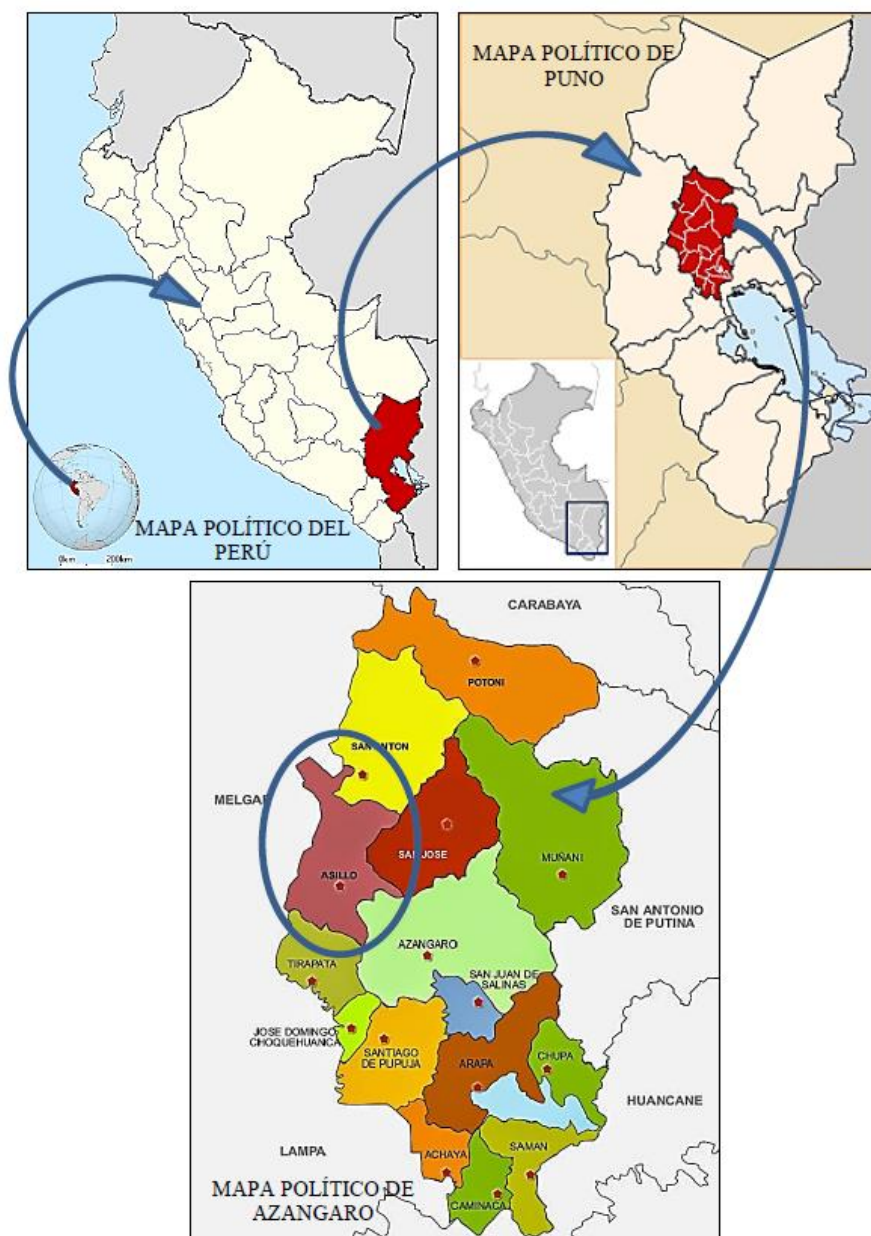 MAPA POLÍTICO DEL
PERÚ
0km 200km
MAPA POLÍTICO DE
PUNO
CARABAYA
POTONI
SAN ANTON
MELGAR
SAN JOSE
ASILLO
MUÑANI
SAN ANTONIO
DE PUTINA
AZANGARO
TIRAPATA
SAN JUAN DE
SALINAS
JOSE DOMINGO
CHOQUEHUANCA
SANTIAGO
DE PUPUJA
ARAPA
CHUPA
HUANCANE
LAMPA
ACHAYA
SAMAN
CAMINACA
MAPA POLÍTICO DE
AZANGARO